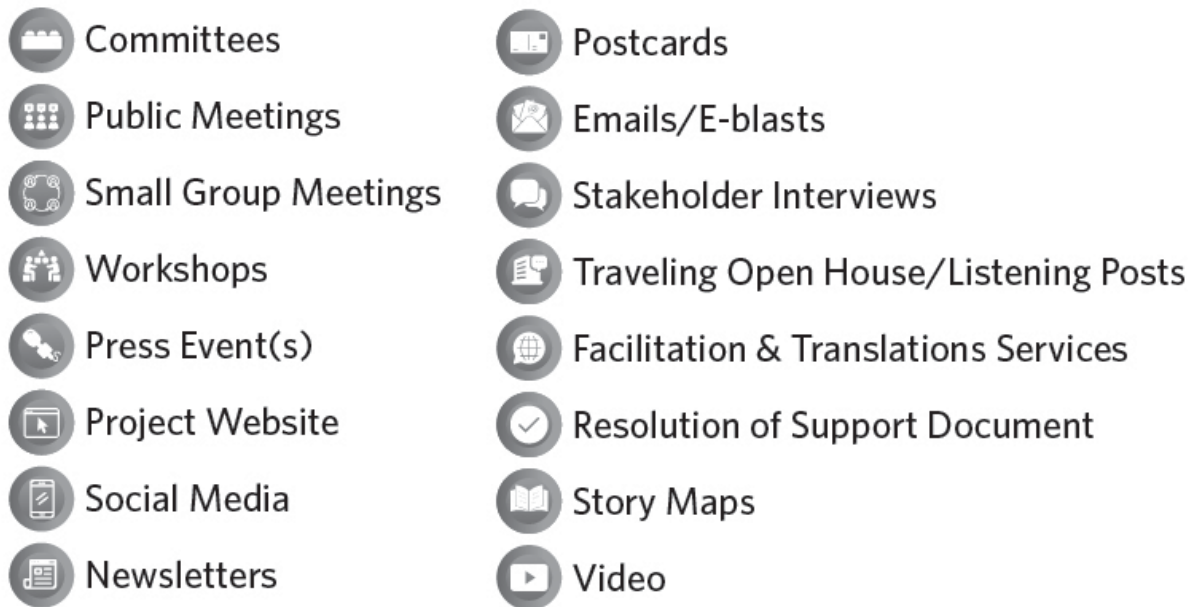 Committees
Public Meetings
Small Group Meetings
Workshops
Press Event(s)
Project Website
Social Media
Newsletters
Postcards
Emails/E-blasts
Stakeholder Interviews
Traveling Open House/Listening Posts
Facilitation & Translations Services
Resolution of Support Document
Story Maps
Video